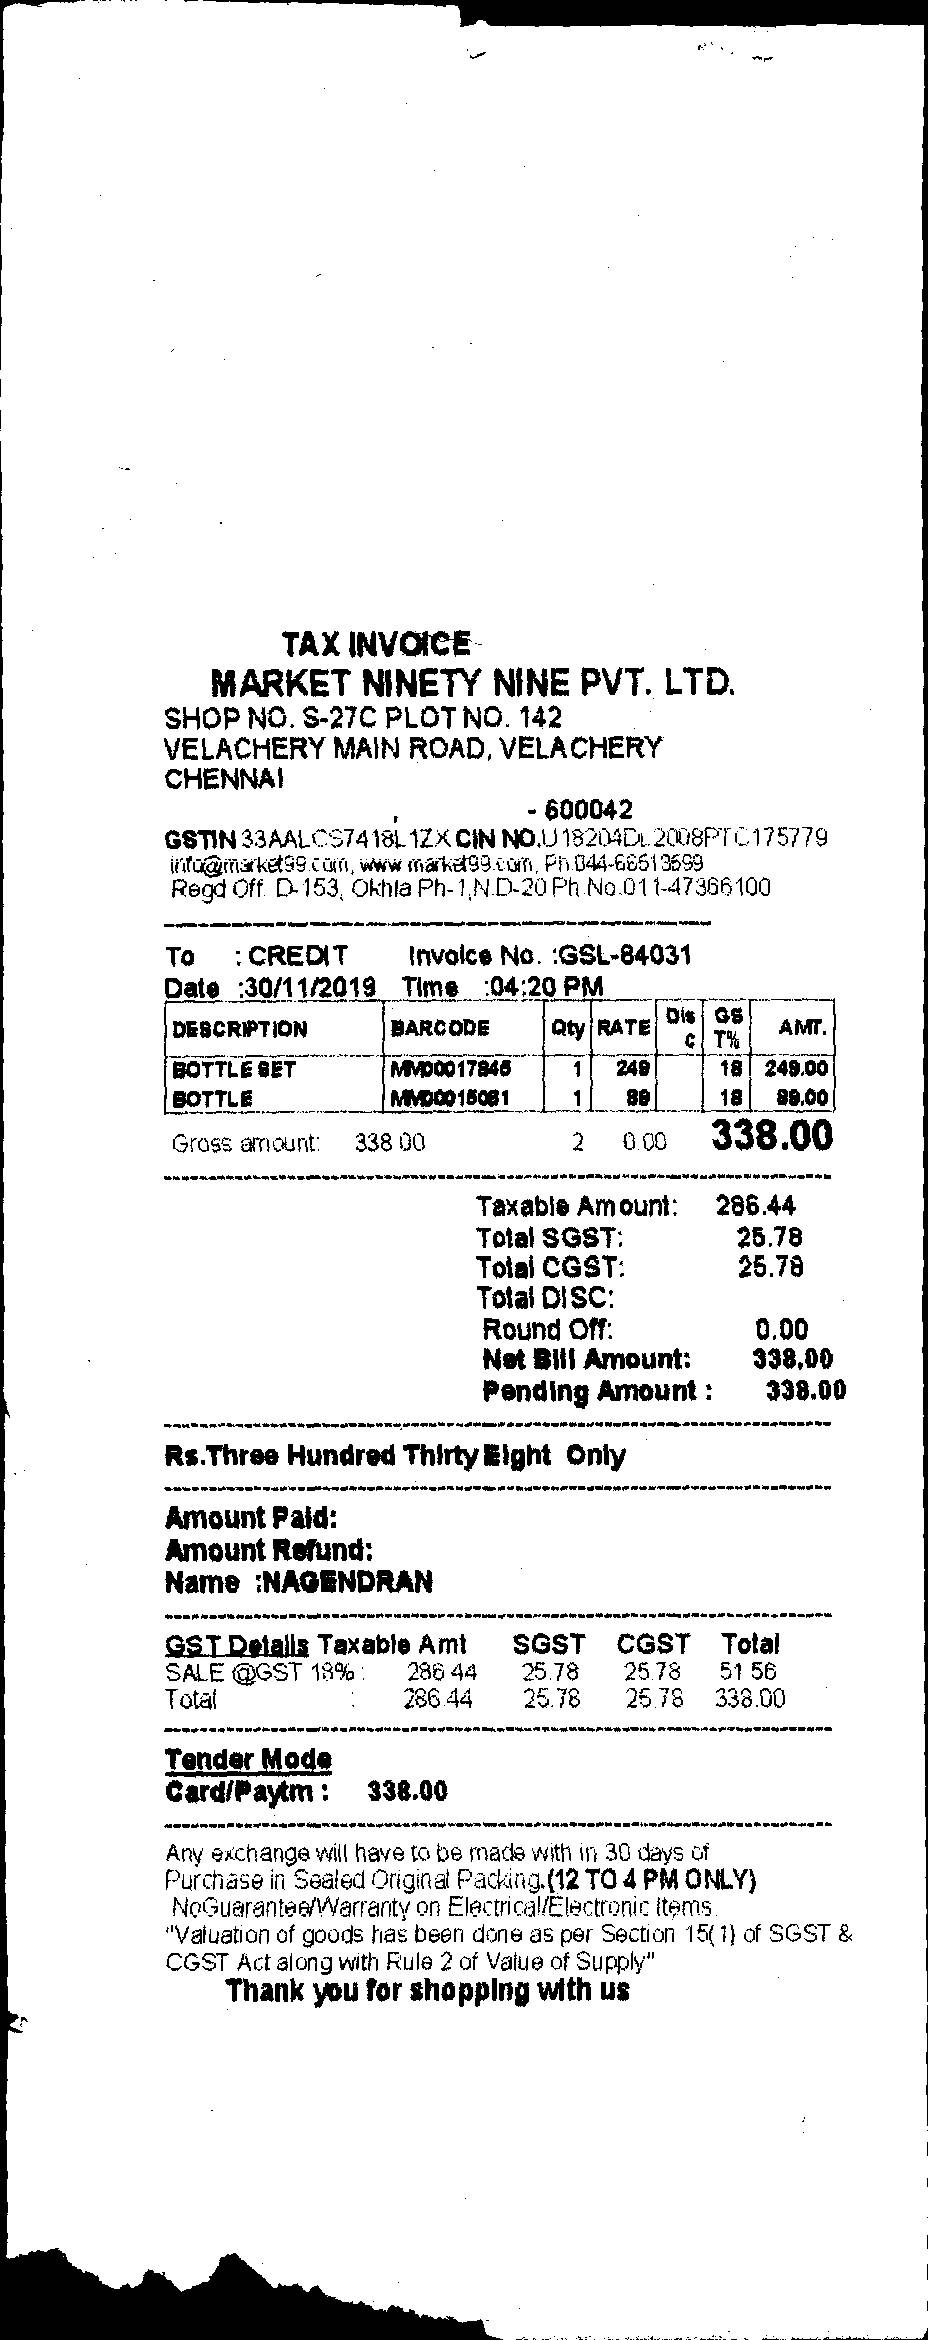 TAX INVOICE
MARKET NINETY NINE PVT. LTD.
SHOP NO. S-27C PLOT NO. 142
VELACHERY MAIN ROAD, VELACHERY
CHENNAI
, - 600042
GSTIN 33AALCS7418L1ZX CIN NO.U18204DL2008PTC175779
info@market99.com, www market99.com, Ph.044-66513699
Regd Off. D-153, Okhla Ph-1,N.D-20 Ph.No.011-47366100
To : CREDIT Invoice No. :GSL-84031
Date :30/11/2019 Time :04:20 PM
DESCRIPTION BARCODE Qty RATE Disc GST% AMT.
BOTTLE SET MMD0017845 1 249 18 249.00
BOTTLE MMD0015081 1 89 18 89.00
Gross amount: 338.00 2 0.00 338.00
Taxable Amount: 286.44
Total SGST: 25.78
Total CGST: 25.78
Total DISC:
Round Off: 0.00
Net Bill Amount: 338.00
Pending Amount : 338.00
Rs.Three Hundred Thirty Eight Only
Amount Paid:
Amount Refund:
Name :NAGENDRAN
GST Details Taxable Amt SGST CGST Total
SALE @GST 18% : 286.44 25.78 25.78 51.56
Total : 286.44 25.78 25.78 338.00
Tender Mode
Card/Paytm : 338.00
Any exchange will have to be made with in 30 days of
Purchase in Sealed Original Packing.(12 TO 4 PM ONLY)
NoGuarantee/Warranty on Electrical/Electronic Items.
"Valuation of goods has been done as per Section 15(1) of SGST &
CGST Act along with Rule 2 of Value of Supply"
Thank you for shopping with us